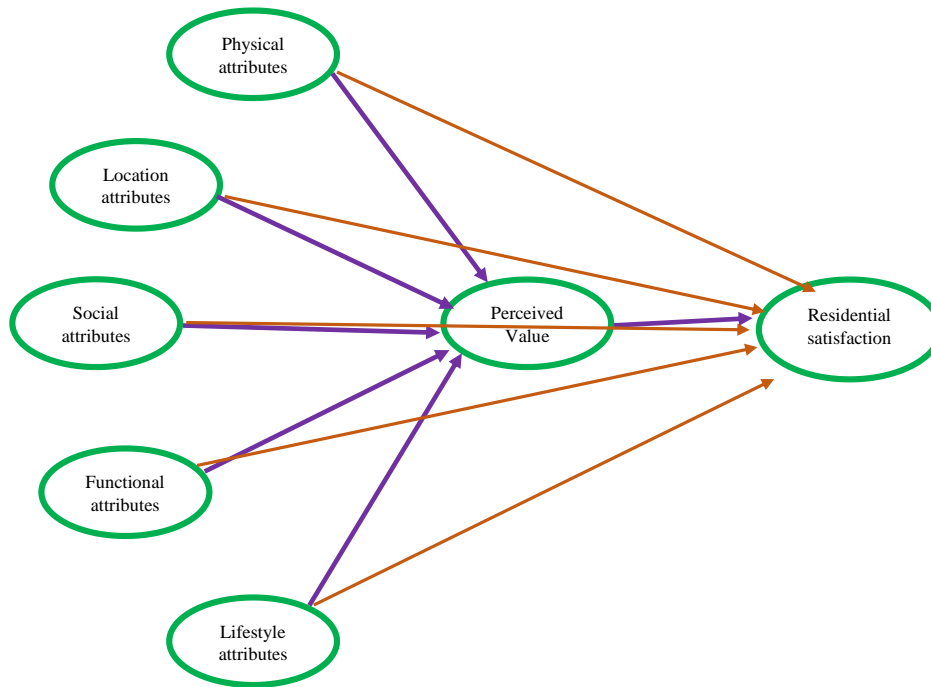 Physical
attributes
Location
attributes
Social
attributes
Perceived
Value
Residential
satisfaction
Functional
attributes
Lifestyle
attributes